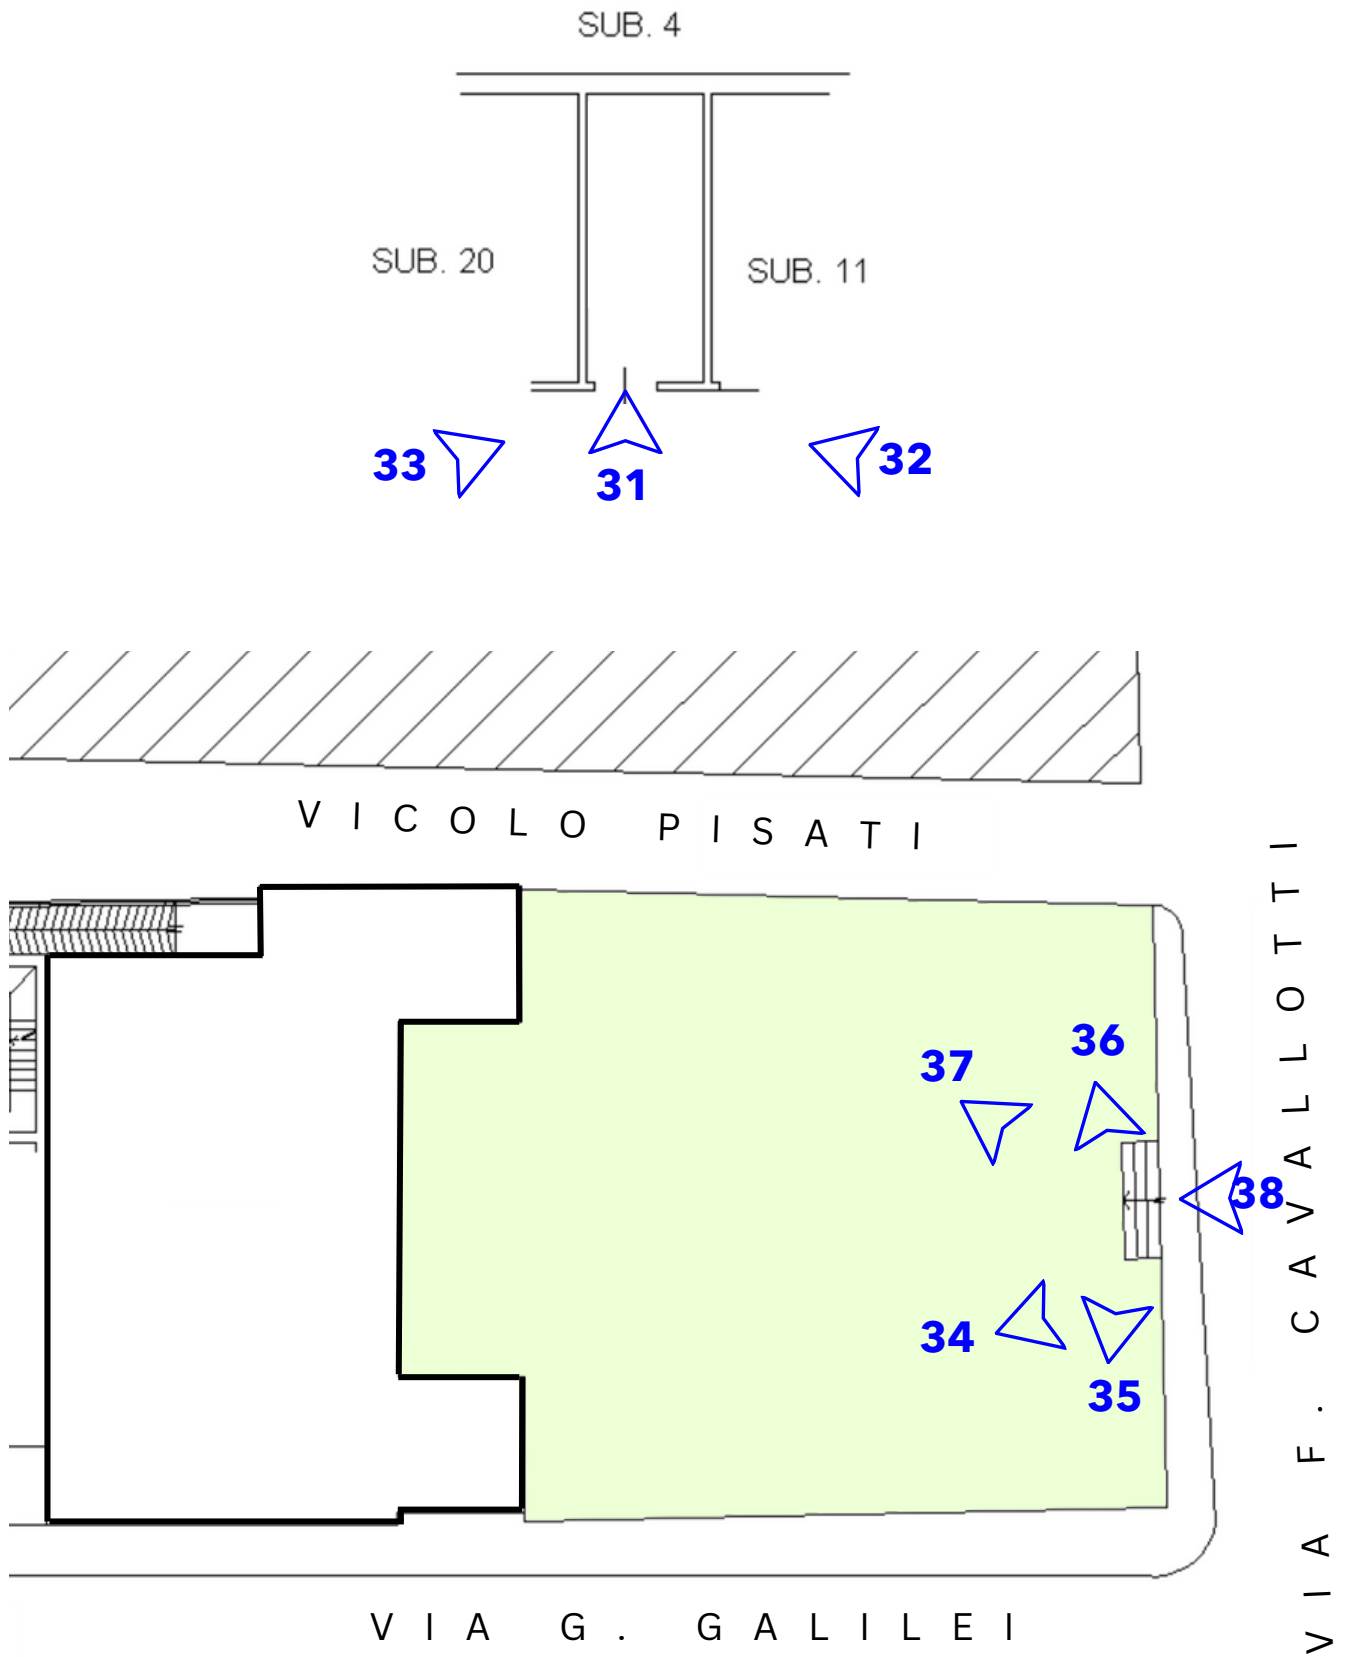 SUB. 4
SUB. 20
SUB. 11
33
31
32
VICOLO PISATI
37
36
38
34
35
VIA F. CAVALLOTTI
VIA G. GALILEI